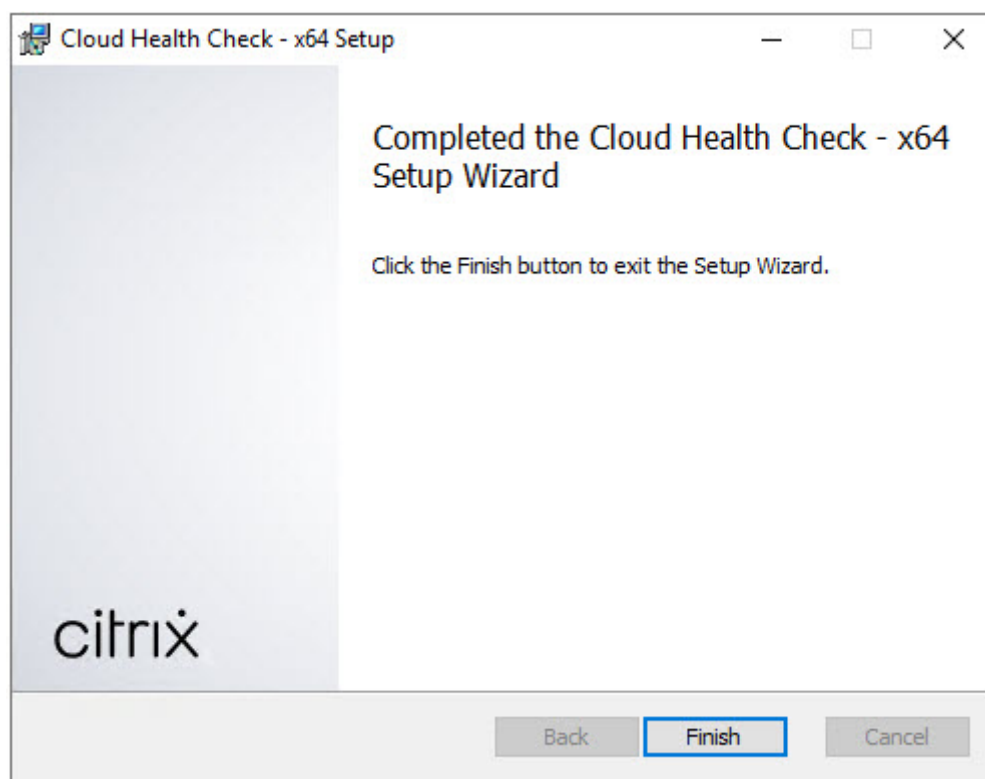 Cloud Health Check - x64 Setup
Completed the Cloud Health Check - x64
Setup Wizard
Click the Finish button to exit the Setup Wizard.
citrix
Back
Finish
Cancel